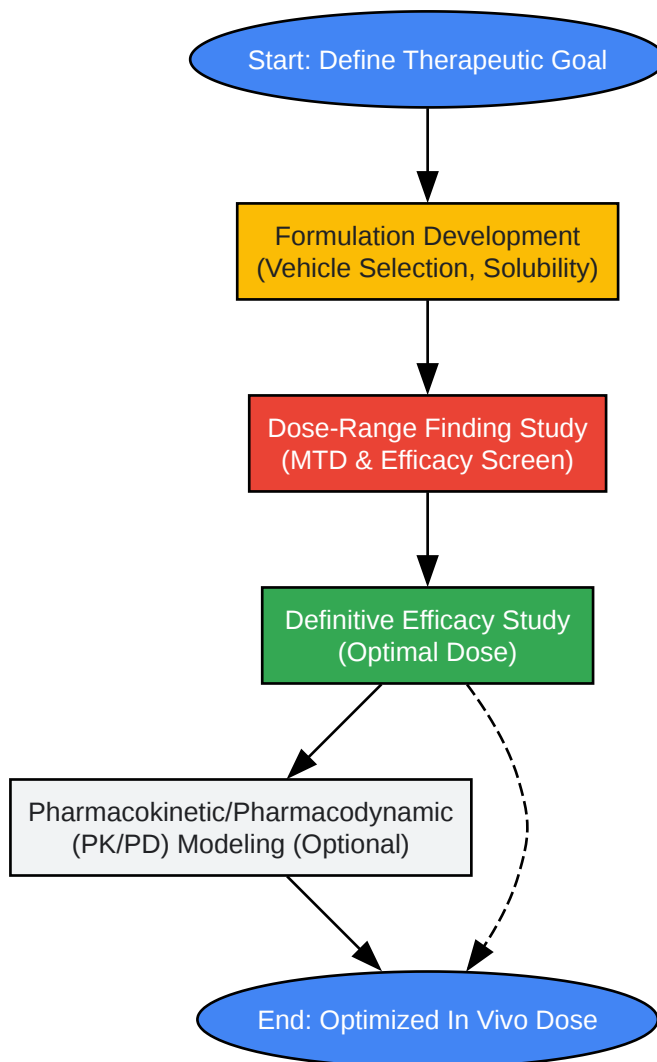 Start: Define Therapeutic Goal
Formulation Development
(Vehicle Selection, Solubility)
Dose-Range Finding Study
(MTD & Efficacy Screen)
Definitive Efficacy Study
(Optimal Dose)
Pharmacokinetic/Pharmacodynamic
(PK/PD) Modeling (Optional)
End: Optimized In Vivo Dose